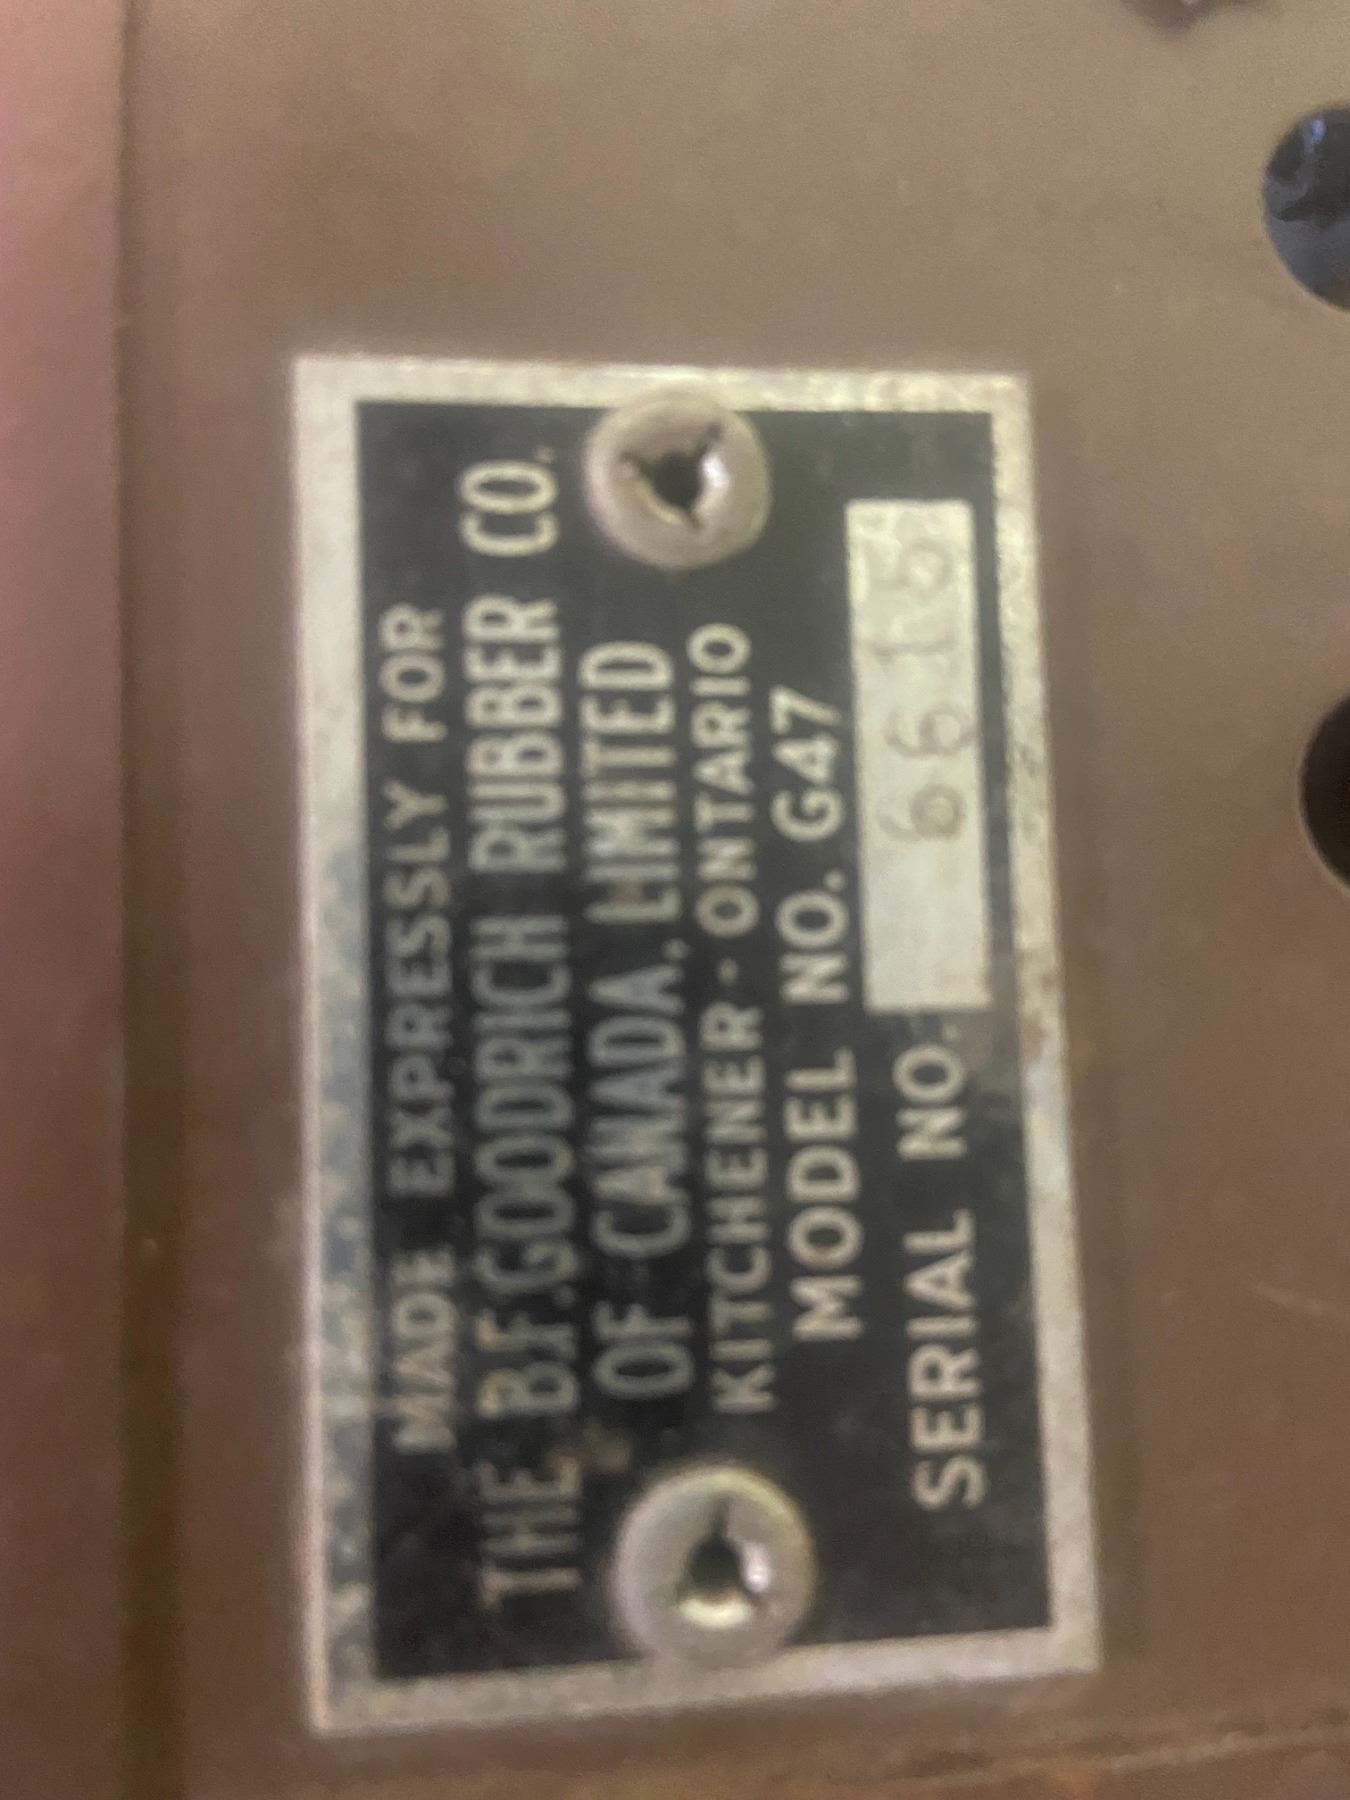 MADE EXPRESSLY FOR
THE B.F. GOODRICH RUBBER CO.
OF CANADA, LIMITED
KITCHENER - ONTARIO
MODEL NO. G47
SERIAL NO. 6615